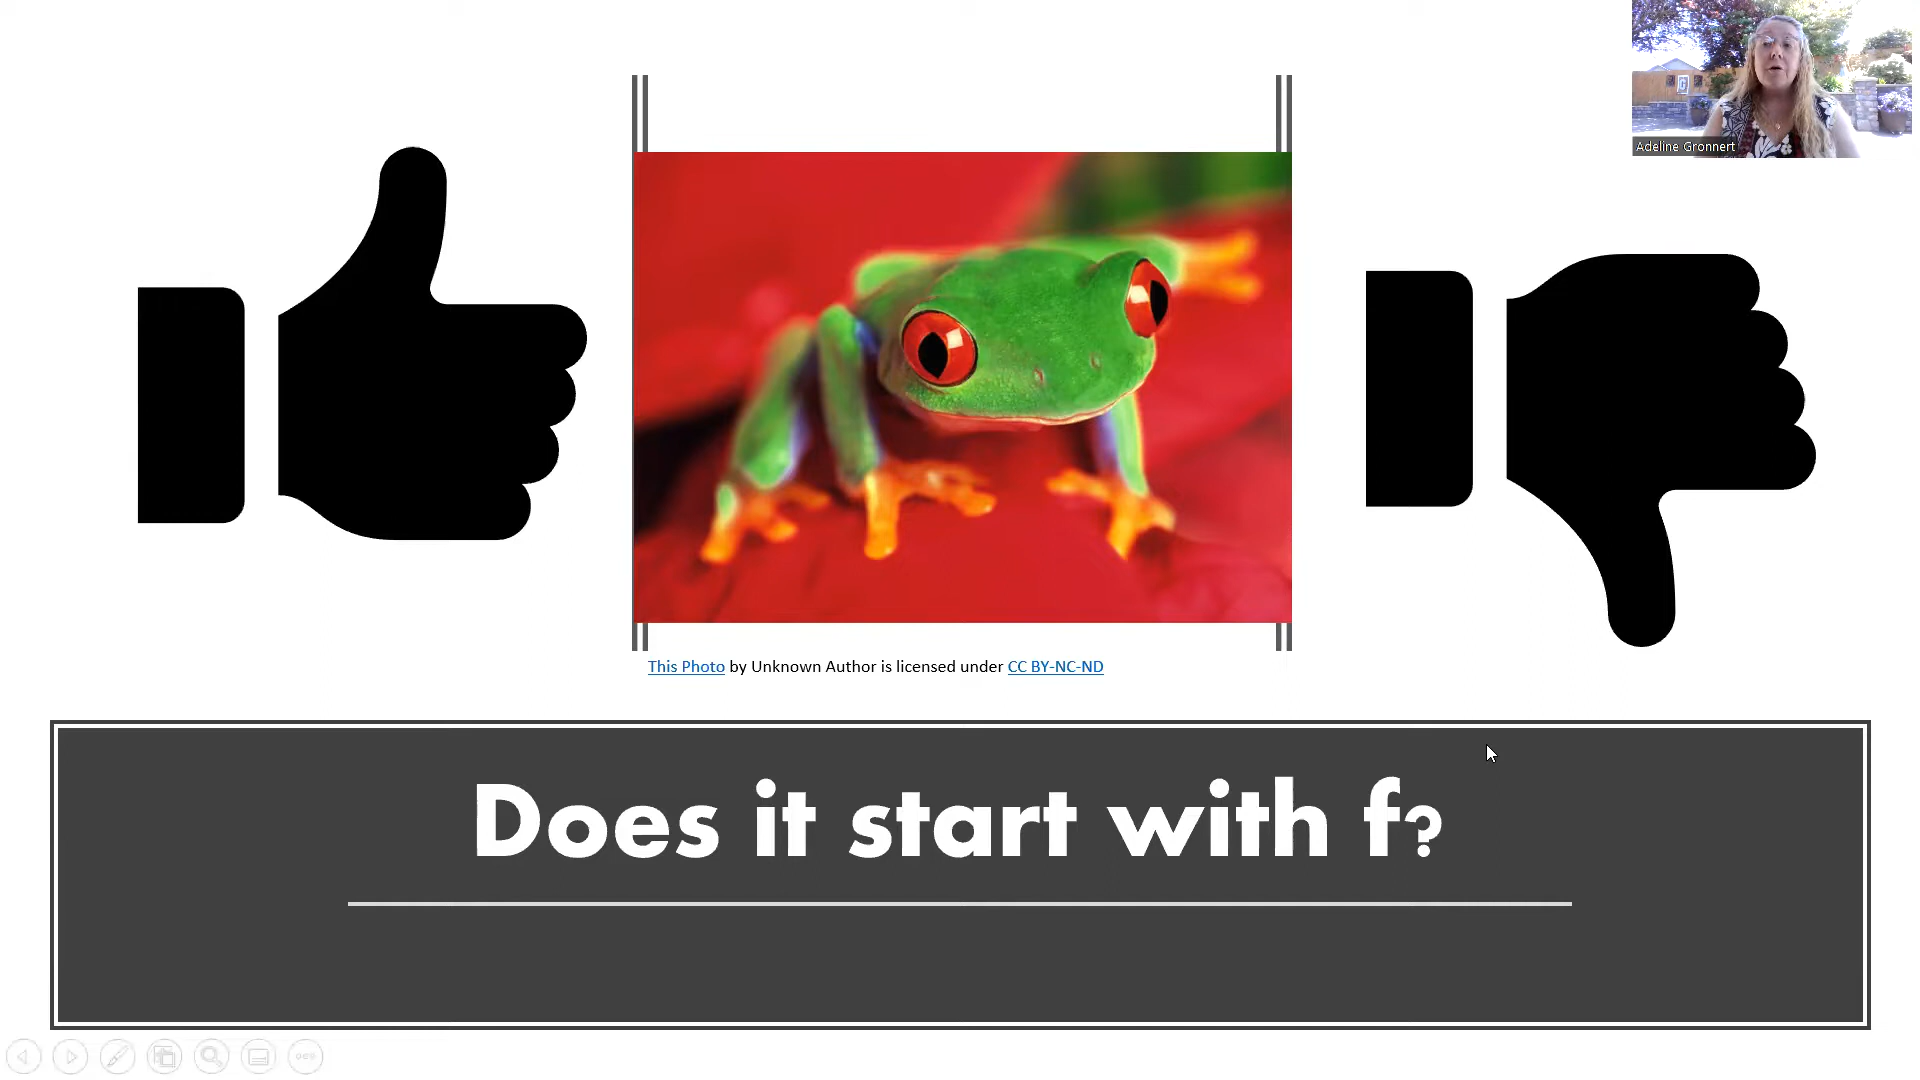 Adeline Gronnert
This Photo by Unknown Author is licensed under CC BY-NC-ND
Does it start with f?